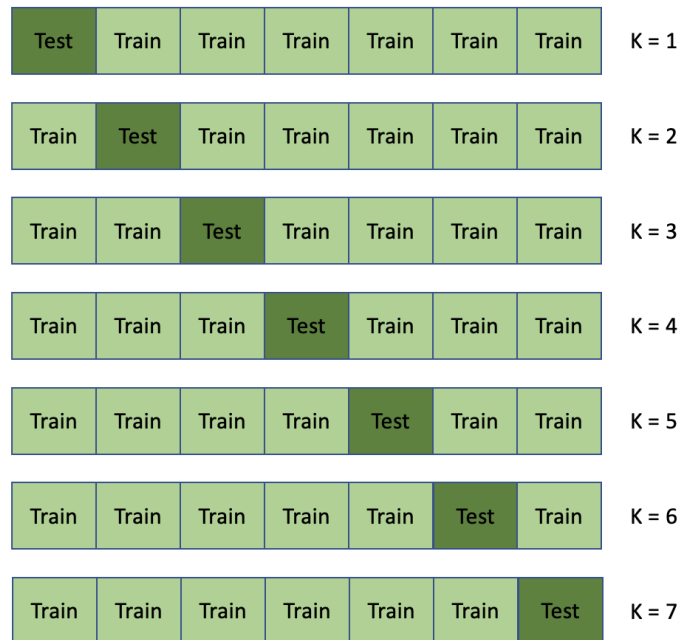 Test Train Train Train Train Train Train K = 1
Train Test Train Train Train Train Train K = 2
Train Train Test Train Train Train Train K = 3
Train Train Train Test Train Train Train K = 4
Train Train Train Train Test Train Train K = 5
Train Train Train Train Train Test Train K = 6
Train Train Train Train Train Train Test K = 7